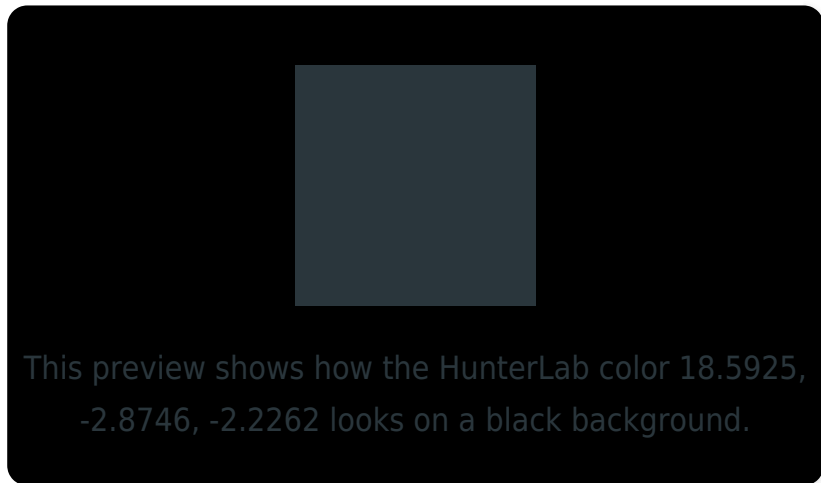 This preview shows how the HunterLab color 18.5925,
-2.8746, -2.2262 looks on a black background.